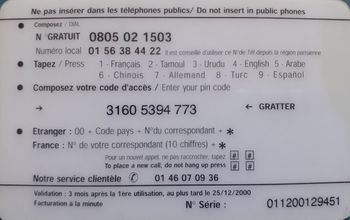 Ne pas insérer dans les téléphones publics/ Do not insert in public phones
Composez / DIAL
N °GRATUIT 0805 02 1503
Numéro local 01 56 38 44 22 Il est conseillé d'utiliser ce N°de Tél depuis la région parisienne
Tapez / Press 1 - Français 2 - Tamoul 3 - Urudu 4 - English 5 - Arabe
6 - Chinois 7 - Allemand 8 - Turc 9 - Español
Composez votre code d'accès / Enter your pin code
→ 3160 5394 773 ← GRATTER
Etranger : 00 + Code pays + N°du correspondant + *
France : N° de votre correspondant (10 chiffres) + *
Pour un nouvel appel, ne pas raccrocher, tapez # #
To place a new call, do not hang up press # #
Notre service clientèle ✆ 01 46 07 09 36
Validation : 3 mois après la 1ère utilisation, au plus tard le 25/12/2000
Facturation à la minute N° Série : 011200129451